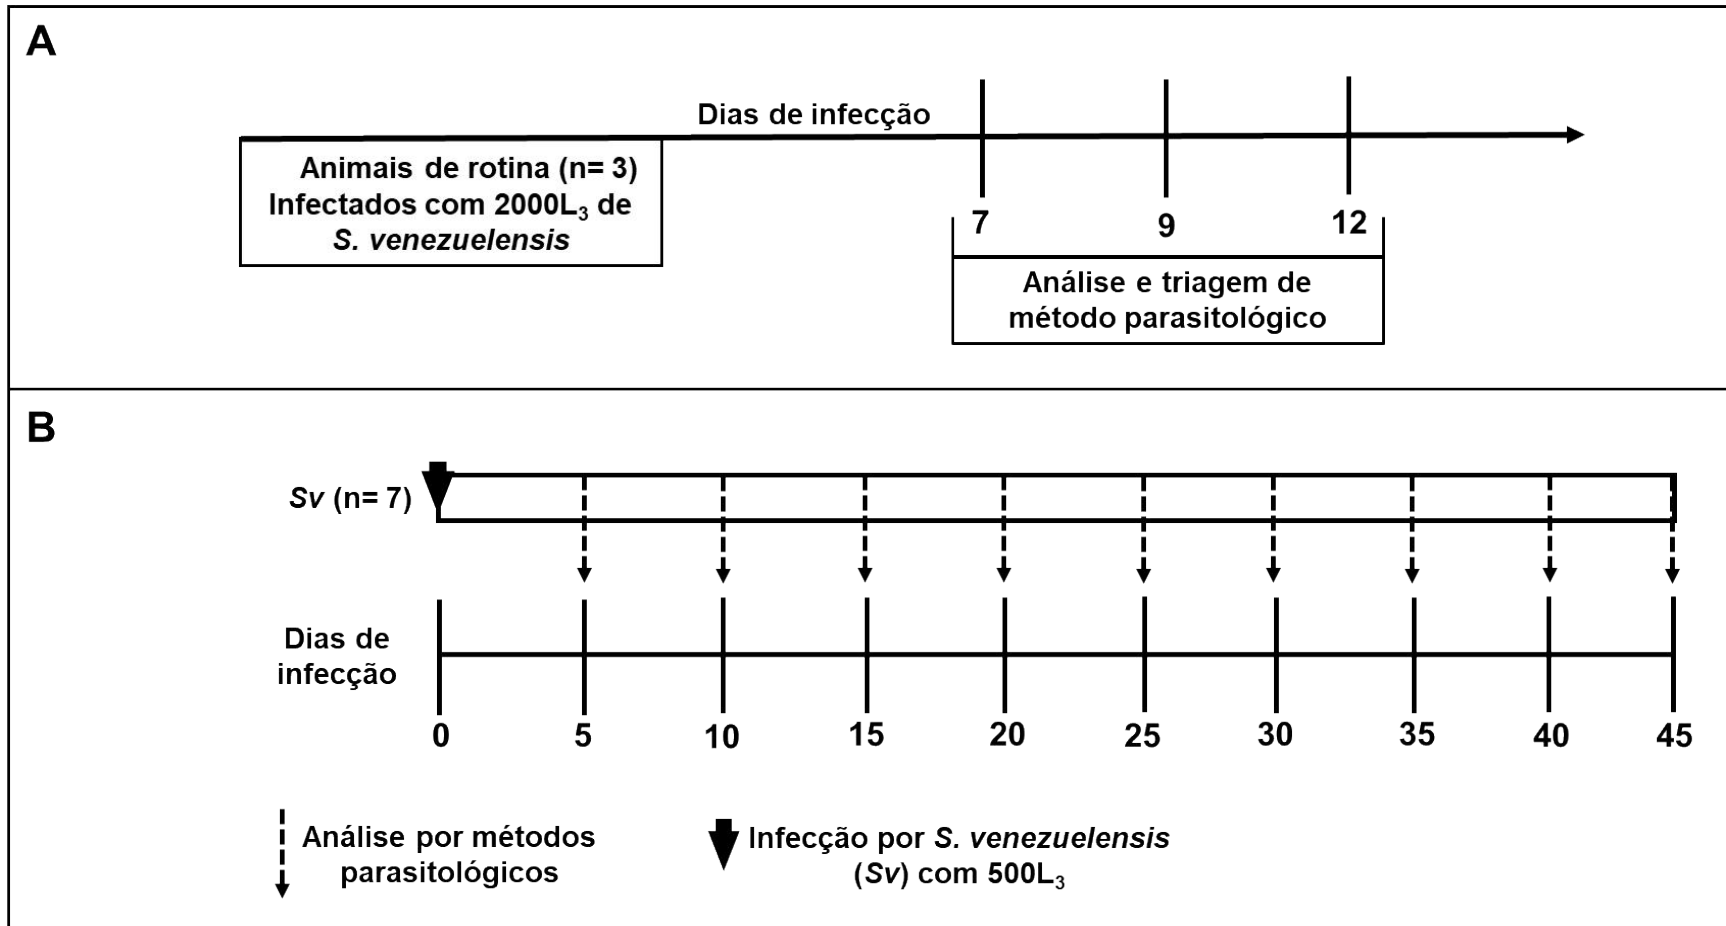 A
Dias de infecção
Animais de rotina (n= 3)
Infectados com 2000L₃ de
S. venezuelensis
7 9 12
Análise e triagem de
método parasitológico
B
Sv (n= 7)
Dias de
infecção
0 5 10 15 20 25 30 35 40 45
Análise por métodos
parasitológicos
Infecção por S. venezuelensis
(Sv) com 500L₃